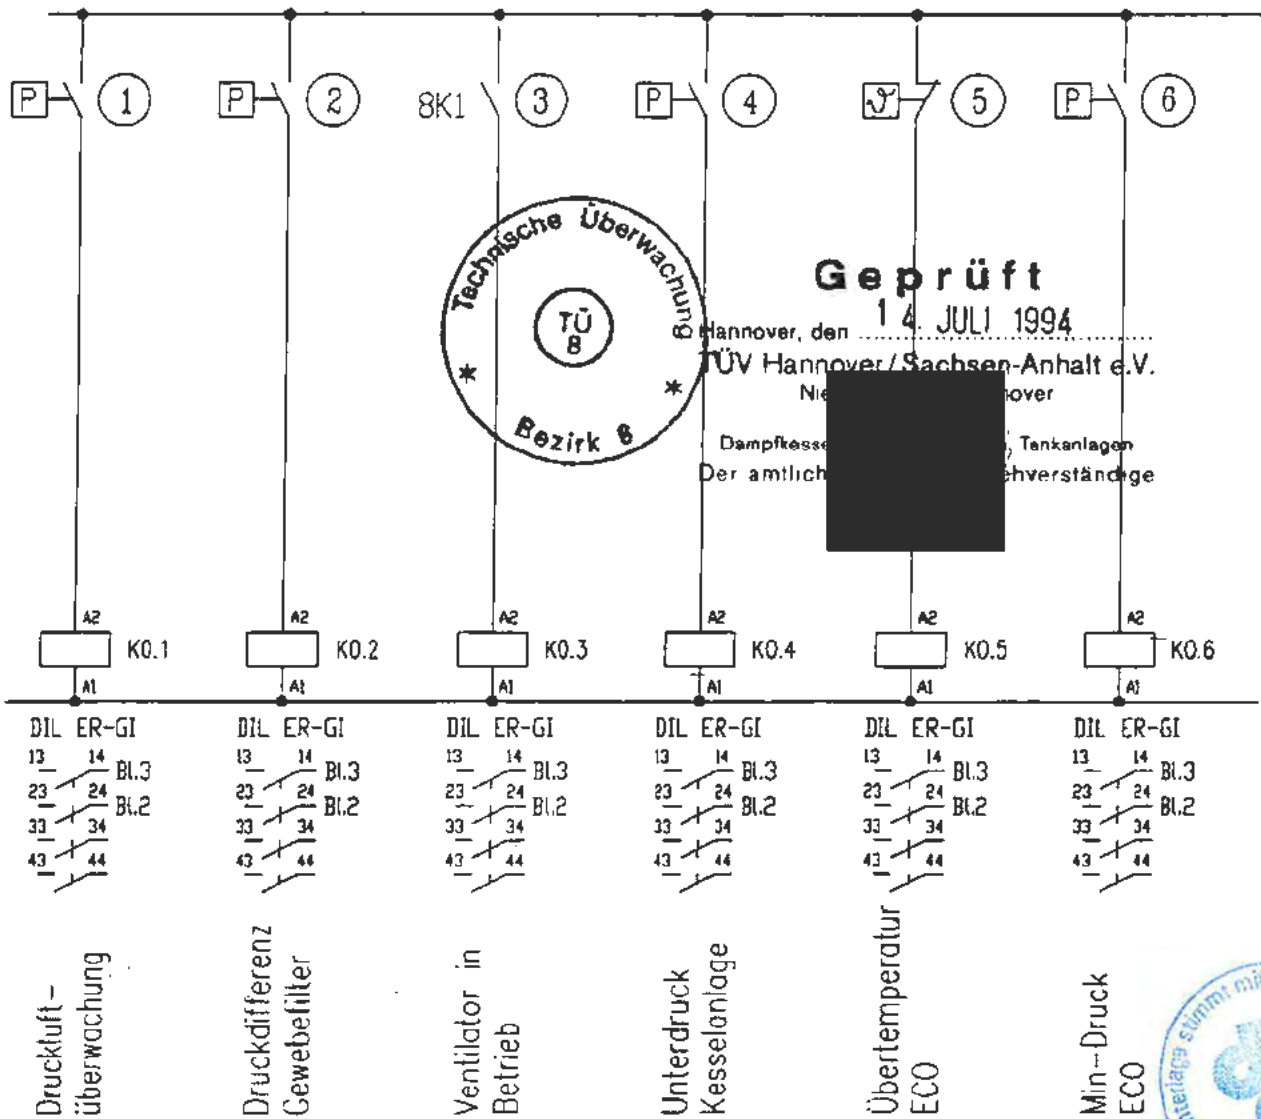 P 1 P 2 8K1 3 P 4 ϑ 5 P 6
Technische Überwachung
TÜ
8
Bezirk 8
Geprüft
Hannover, den 14. JULI 1994
TÜV Hannover/Sachsen-Anhalt e.V.
Nie over
Dampfkesse , Tankanlagen
Der amtlich hverständige
A2 A2 A2 A2 A2 A2
K0.1 K0.2 K0.3 K0.4 K0.5 K0.6
A1 A1 A1 A1 A1 A1
DIL ER-GI DIL ER-GI DIL ER-GI DIL ER-GI DIL ER-GI DIL ER-GI
13 14 Bl.3 13 14 Bl.3 13 14 Bl.3 13 14 Bl.3 13 14 Bl.3 13 14 Bl.3
23 24 Bl.2 23 24 Bl.2 23 24 Bl.2 23 24 Bl.2 23 24 Bl.2 23 24 Bl.2
33 34 33 34 33 34 33 34 33 34 33 34
43 44 43 44 43 44 43 44 43 44 43 44
Druckluft-
überwachung
Druckdifferenz
Gewebefilter
Ventilator in
Betrieb
Unterdruck
Kesselanlage
Übertemperatur
ECO
Min-Druck
ECO
terlage stimmt mi